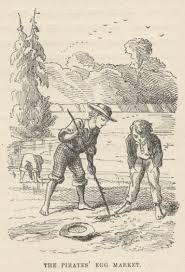 THE PIRATES' EGG MARKET.